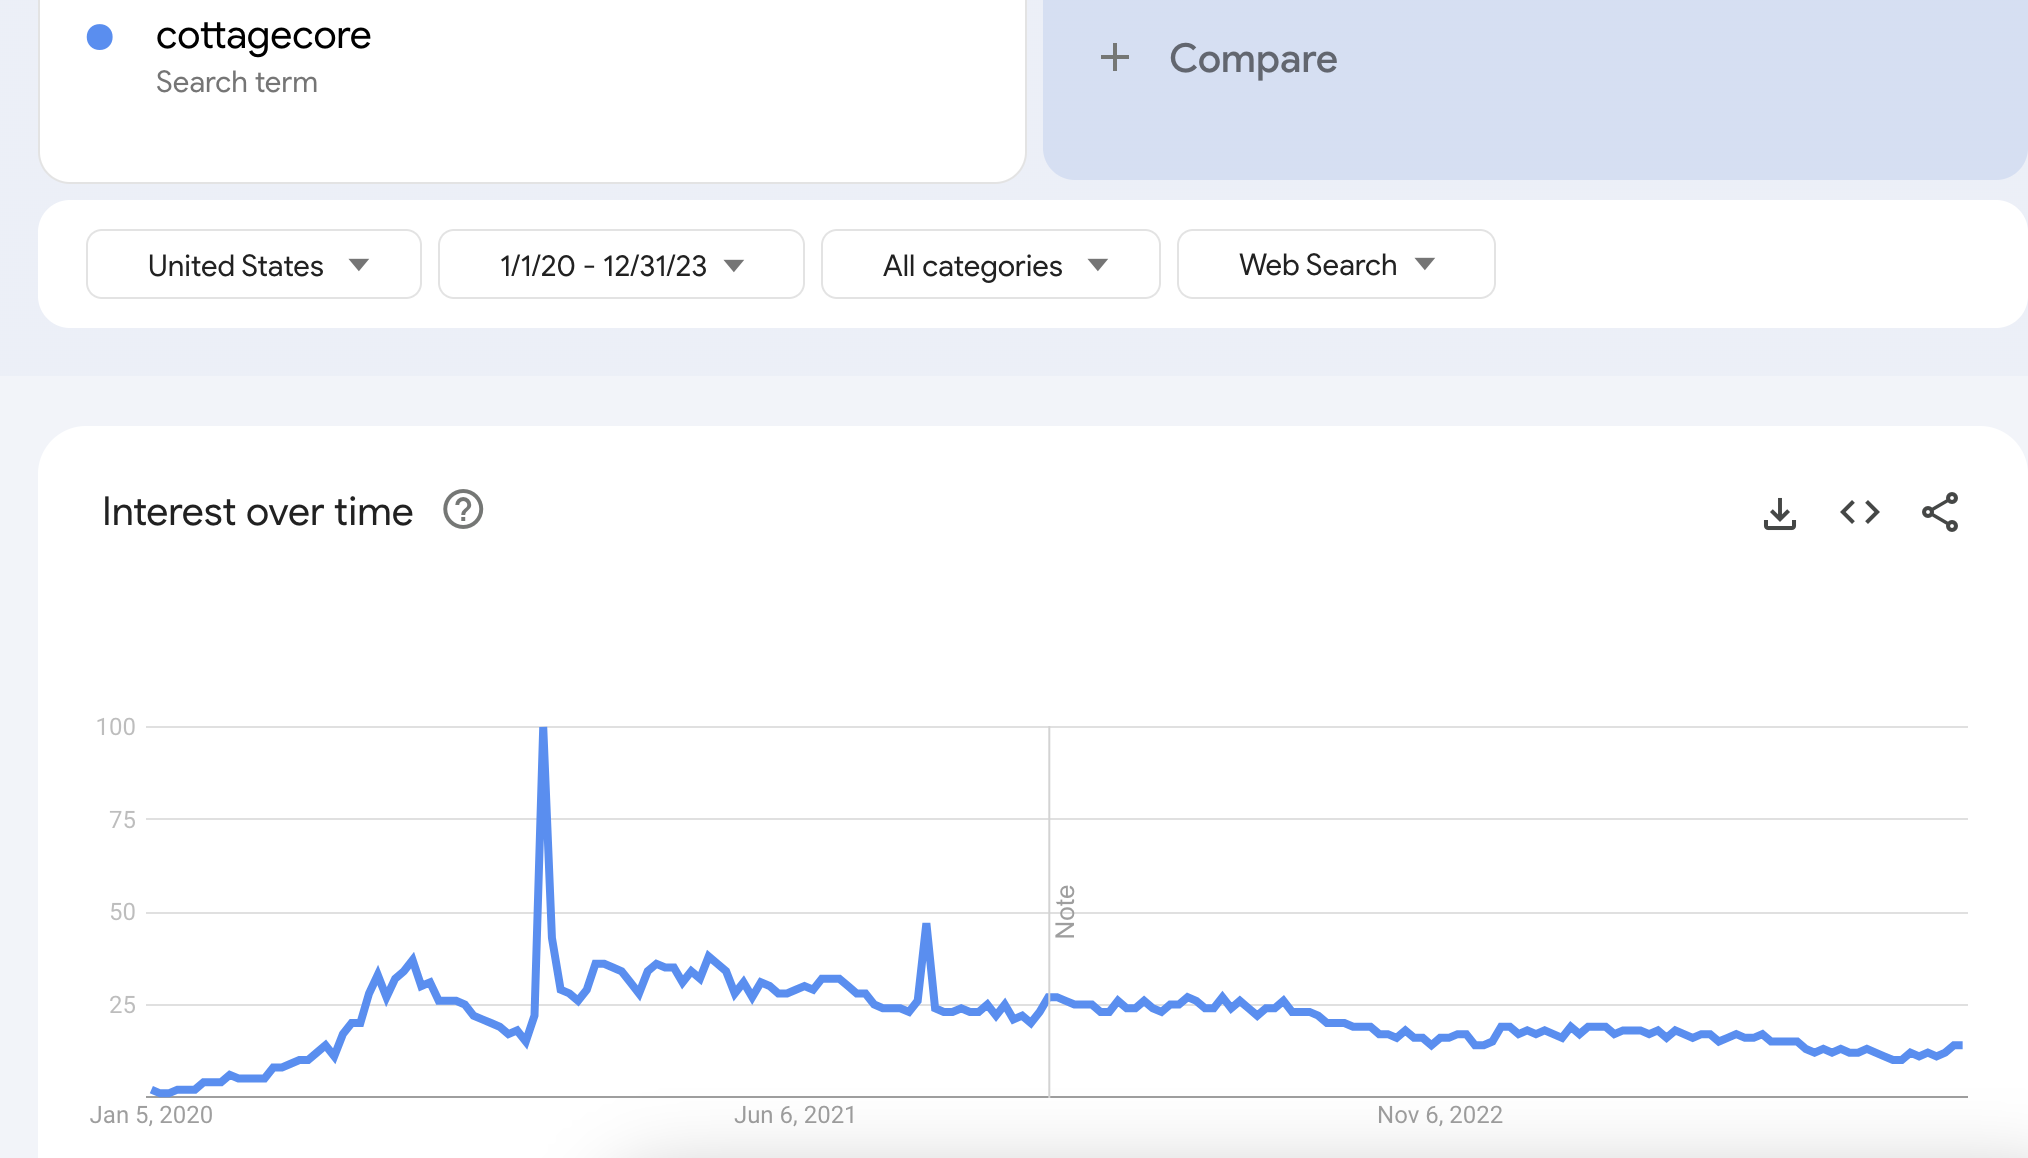 cottagecore
Search term
+ Compare
United States
1/1/20 - 12/31/23
All categories
Web Search
Interest over time
100
75
50
25
Note
Jan 5, 2020
Jun 6, 2021
Nov 6, 2022